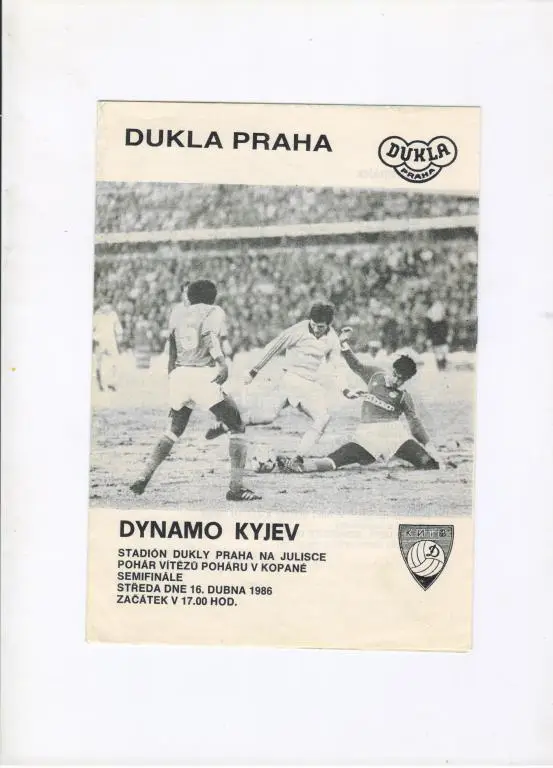 DUKLA PRAHA
DUKLA
PRAHA
DYNAMO KYJEV
STADIÓN DUKLY PRAHA NA JULISCE
POHÁR VÍTĚZŮ POHÁRU V KOPANÉ
SEMIFINÁLE
STŘEDA DNE 16. DUBNA 1986
ZAČÁTEK V 17.00 HOD.
КИЇВ
Д